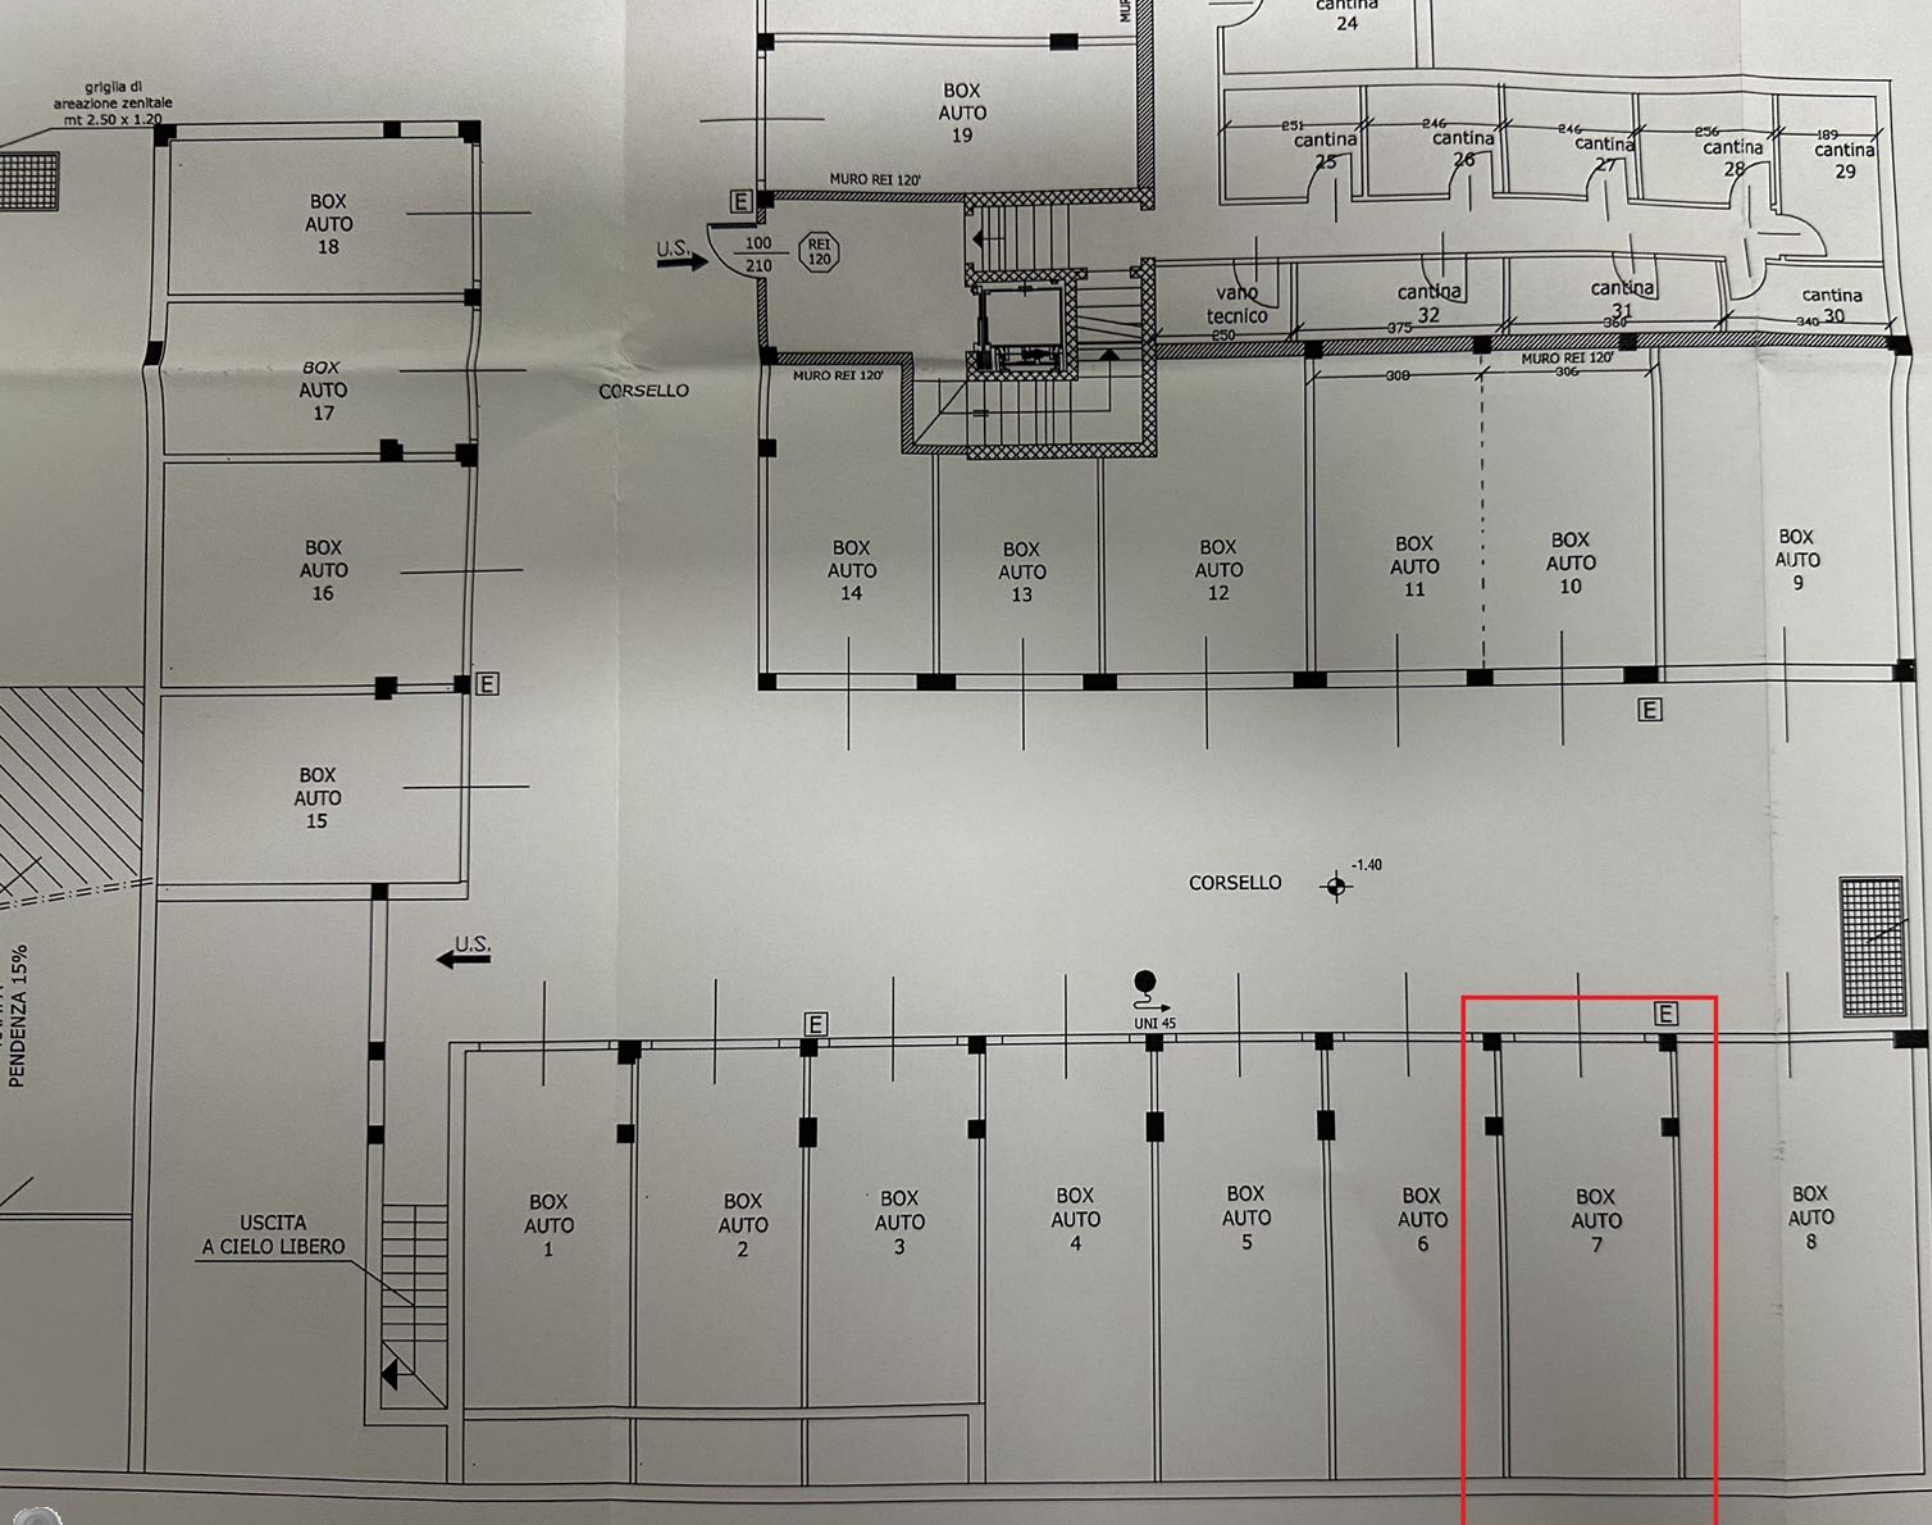 cantina
24
griglia di
areazione zenitale
mt 2.50 x 1.20
BOX
AUTO
19
MURO REI 120'
251
246
246
256
189
cantina
25
cantina
26
cantina
27
cantina
28
cantina
29
BOX
AUTO
18
E
U.S.
100
210
REI
120
vano
tecnico
250
cantina
32
375
cantina
31
360
cantina
30
340
MURO REI 120'
308
306
MURO REI 120'
BOX
AUTO
17
CORSELLO
BOX
AUTO
16
BOX
AUTO
14
BOX
AUTO
13
BOX
AUTO
12
BOX
AUTO
11
BOX
AUTO
10
BOX
AUTO
9
E
E
BOX
AUTO
15
CORSELLO
-1.40
U.S.
PENDENZA 15%
E
UNI 45
E
USCITA
A CIELO LIBERO
BOX
AUTO
1
BOX
AUTO
2
BOX
AUTO
3
BOX
AUTO
4
BOX
AUTO
5
BOX
AUTO
6
BOX
AUTO
7
BOX
AUTO
8